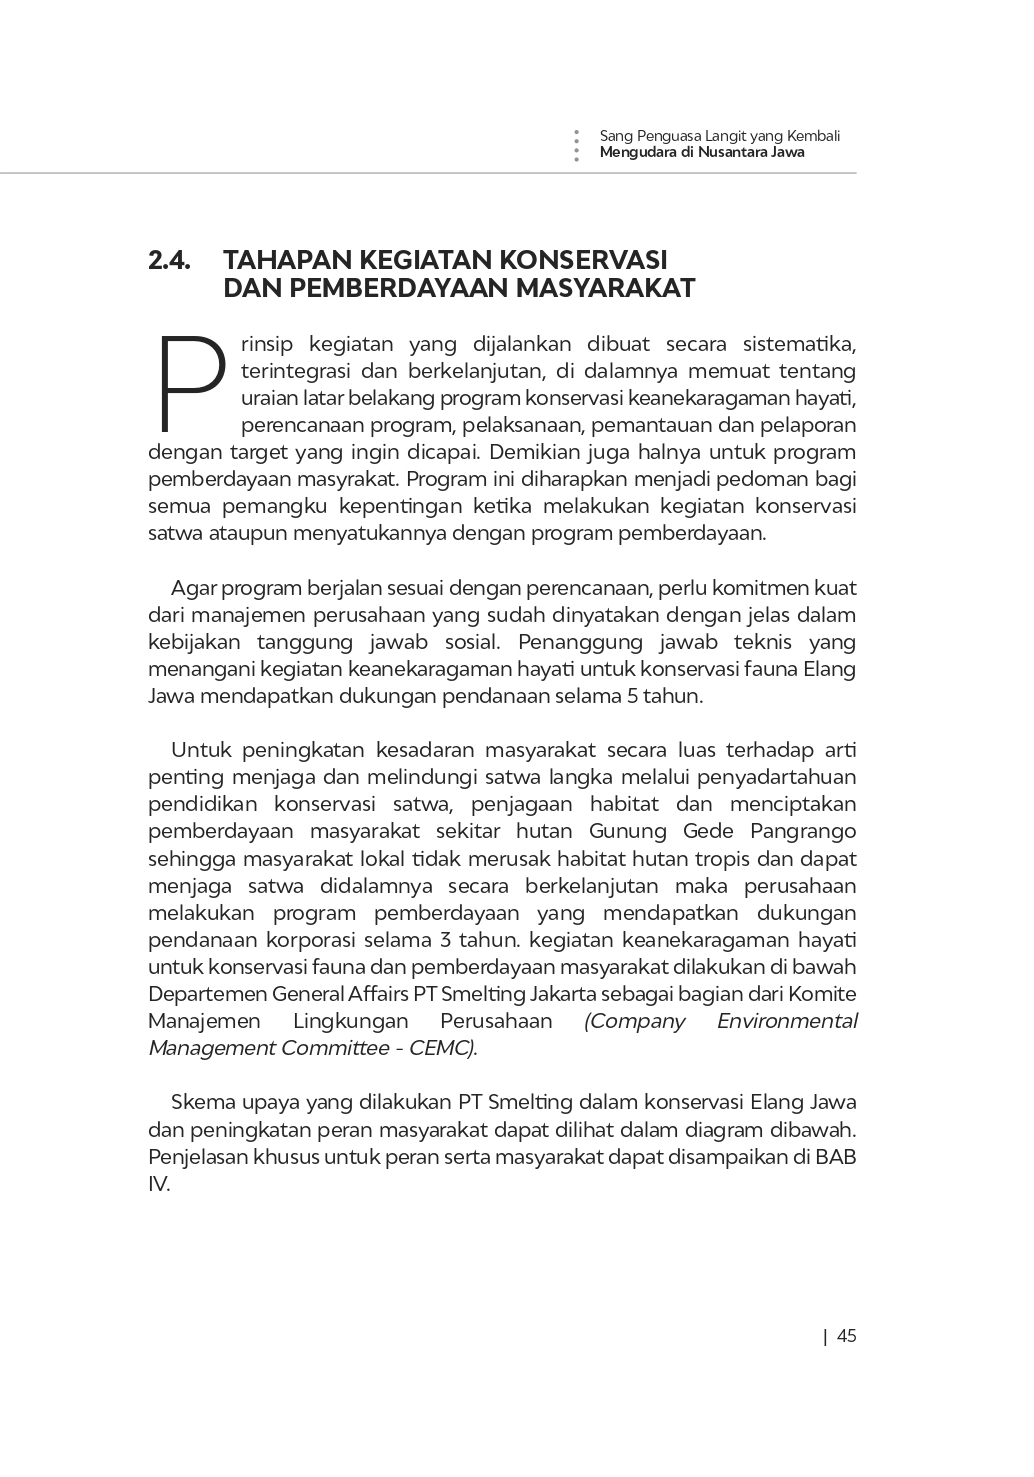 Sang Penguasa Langit yang Kembali
Mengudara di Nusantara Jawa
2.4. TAHAPAN KEGIATAN KONSERVASI
DAN PEMBERDAYAAN MASYARAKAT
Prinsip kegiatan yang dijalankan dibuat secara sistematika,
terintegrasi dan berkelanjutan, di dalamnya memuat tentang
uraian latar belakang program konservasi keanekaragaman hayati,
perencanaan program, pelaksanaan, pemantauan dan pelaporan
dengan target yang ingin dicapai. Demikian juga halnya untuk program
pemberdayaan masyrakat. Program ini diharapkan menjadi pedoman bagi
semua pemangku kepentingan ketika melakukan kegiatan konservasi
satwa ataupun menyatukannya dengan program pemberdayaan.
Agar program berjalan sesuai dengan perencanaan, perlu komitmen kuat
dari manajemen perusahaan yang sudah dinyatakan dengan jelas dalam
kebijakan tanggung jawab sosial. Penanggung jawab teknis yang
menangani kegiatan keanekaragaman hayati untuk konservasi fauna Elang
Jawa mendapatkan dukungan pendanaan selama 5 tahun.
Untuk peningkatan kesadaran masyarakat secara luas terhadap arti
penting menjaga dan melindungi satwa langka melalui penyadartahuan
pendidikan konservasi satwa, penjagaan habitat dan menciptakan
pemberdayaan masyarakat sekitar hutan Gunung Gede Pangrango
sehingga masyarakat lokal tidak merusak habitat hutan tropis dan dapat
menjaga satwa didalamnya secara berkelanjutan maka perusahaan
melakukan program pemberdayaan yang mendapatkan dukungan
pendanaan korporasi selama 3 tahun. kegiatan keanekaragaman hayati
untuk konservasi fauna dan pemberdayaan masyarakat dilakukan di bawah
Departemen General Affairs PT Smelting Jakarta sebagai bagian dari Komite
Manajemen Lingkungan Perusahaan (Company Environmental
Management Committee - CEMC).
Skema upaya yang dilakukan PT Smelting dalam konservasi Elang Jawa
dan peningkatan peran masyarakat dapat dilihat dalam diagram dibawah.
Penjelasan khusus untuk peran serta masyarakat dapat disampaikan di BAB
IV.
| 45